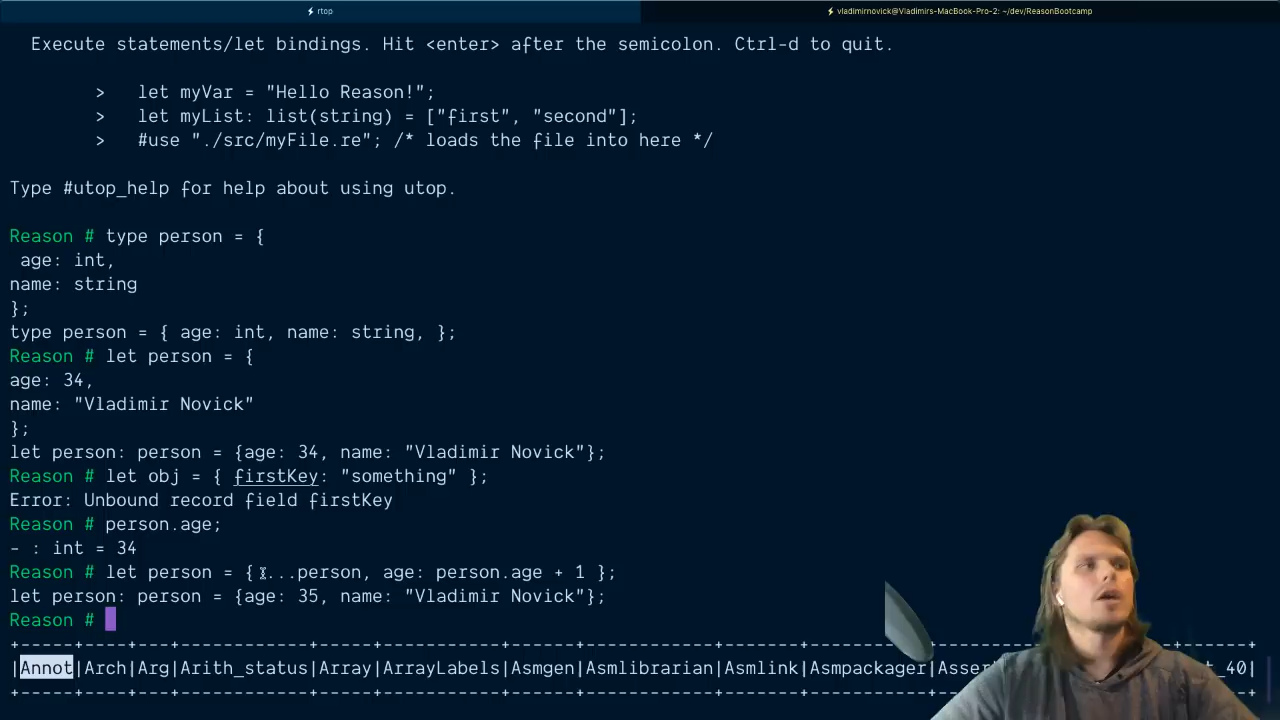 ⚡ rtop
⚡ vladimirnovick@Vladimirs-MacBook-Pro-2: ~/dev/ReasonBootcamp
Execute statements/let bindings. Hit <enter> after the semicolon. Ctrl-d to quit.
>   let myVar = "Hello Reason!";
>   let myList: list(string) = ["first", "second"];
>   #use "./src/myFile.re"; /* loads the file into here */
Type #utop_help for help about using utop.
Reason # type person = {
age: int,
name: string
};
type person = { age: int, name: string, };
Reason # let person = {
age: 34,
name: "Vladimir Novick"
};
let person: person = {age: 34, name: "Vladimir Novick"};
Reason # let obj = { firstKey: "something" };
Error: Unbound record field firstKey
Reason # person.age;
- : int = 34
Reason # let person = { ...person, age: person.age + 1 };
let person: person = {age: 35, name: "Vladimir Novick"};
Reason #
|Annot|Arch|Arg|Arith_status|Array|ArrayLabels|Asmgen|Asmlibrarian|Asmlink|Asmpackager|